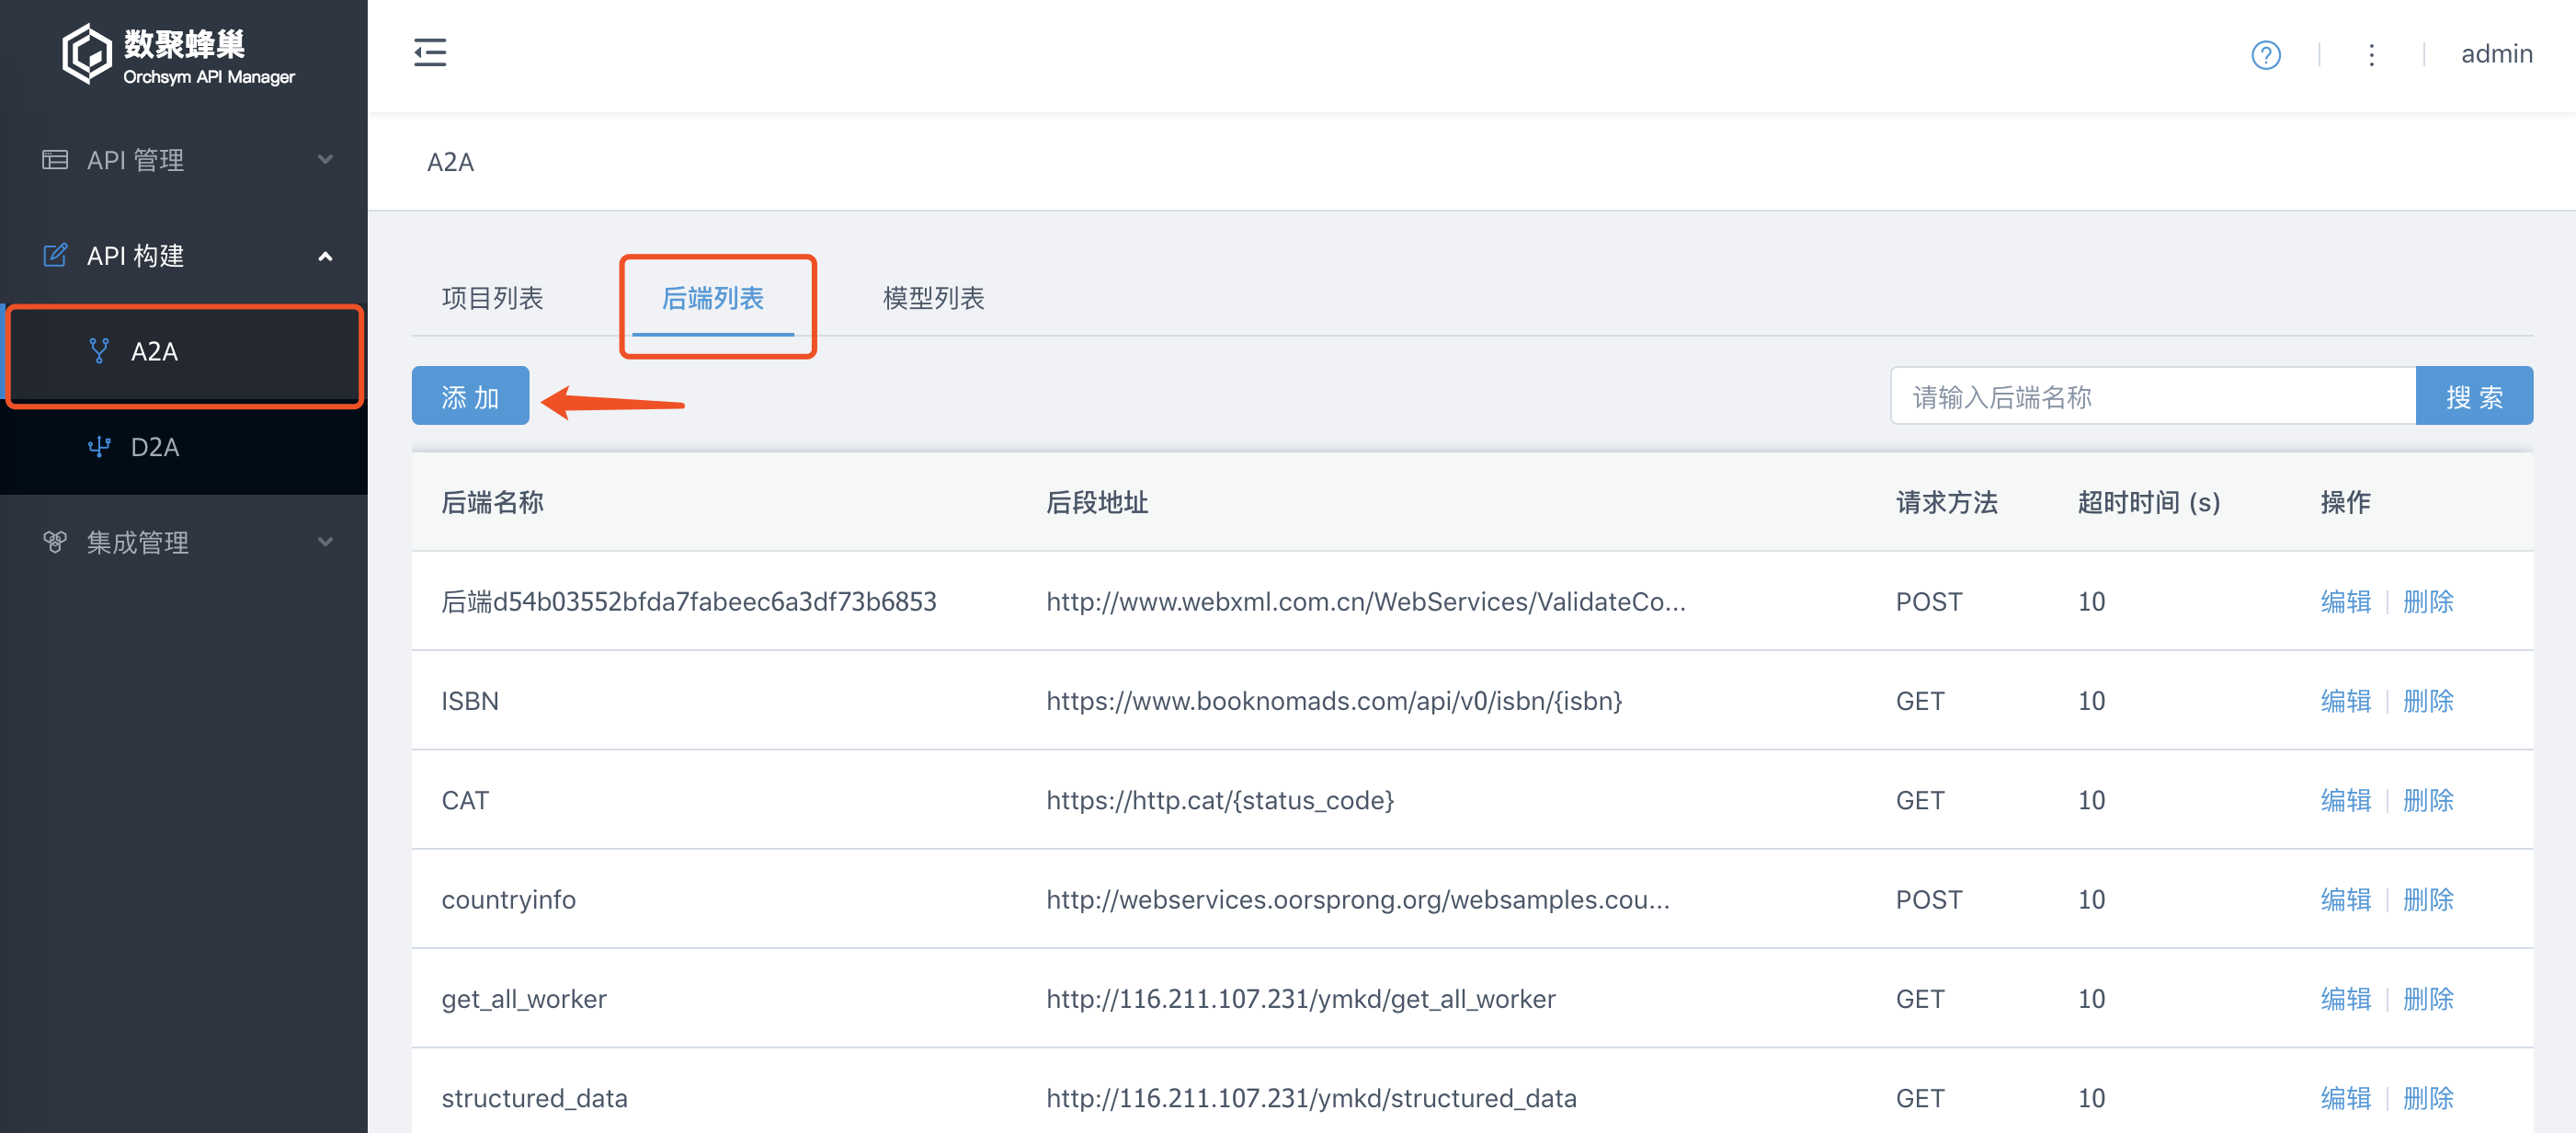 数聚蜂巢
Orchsym API Manager
API 管理
API 构建
A2A
D2A
集成管理
admin
A2A
项目列表 后端列表 模型列表
添 加
请输入后端名称 搜 索
后端名称 后段地址 请求方法 超时时间 (s) 操作
后端d54b03552bfda7fabeec6a3df73b6853 http://www.webxml.com.cn/WebServices/ValidateCo... POST 10 编辑 删除
ISBN https://www.booknomads.com/api/v0/isbn/{isbn} GET 10 编辑 删除
CAT https://http.cat/{status_code} GET 10 编辑 删除
countryinfo http://webservices.oorsprong.org/websamples.cou... POST 10 编辑 删除
get_all_worker http://116.211.107.231/ymkd/get_all_worker GET 10 编辑 删除
structured_data http://116.211.107.231/ymkd/structured_data GET 10 编辑 删除